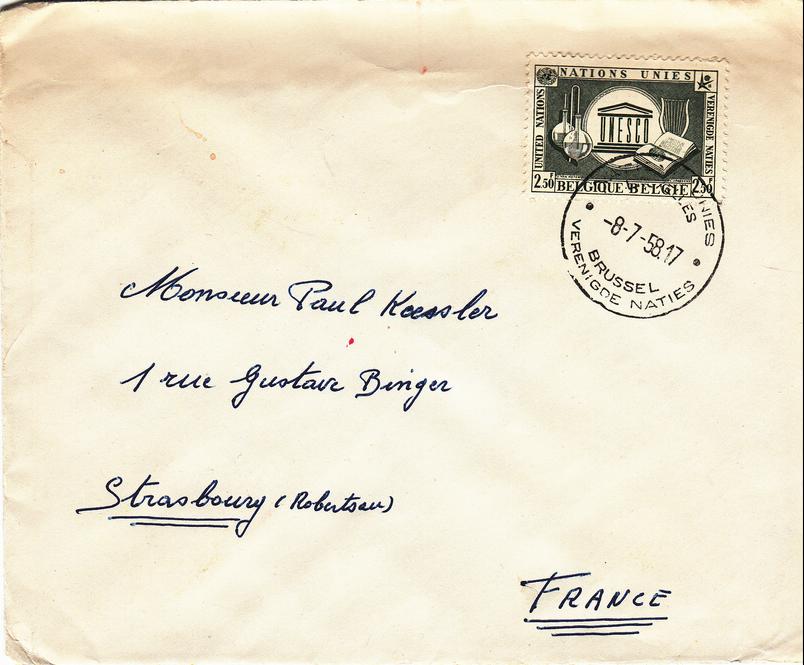 NATIONS UNIES
UNITED NATIONS
VERENIGDE NATIES
UNESCO
2.50 F BELGIQUE BELGIE 2.50 F
-8-7-58.17
BRUSSEL
VERENIGDE NATIES
Monsieur Paul Koessler
1 rue Gustave Binger
Strasbourg (Robertsau)
FRANCE